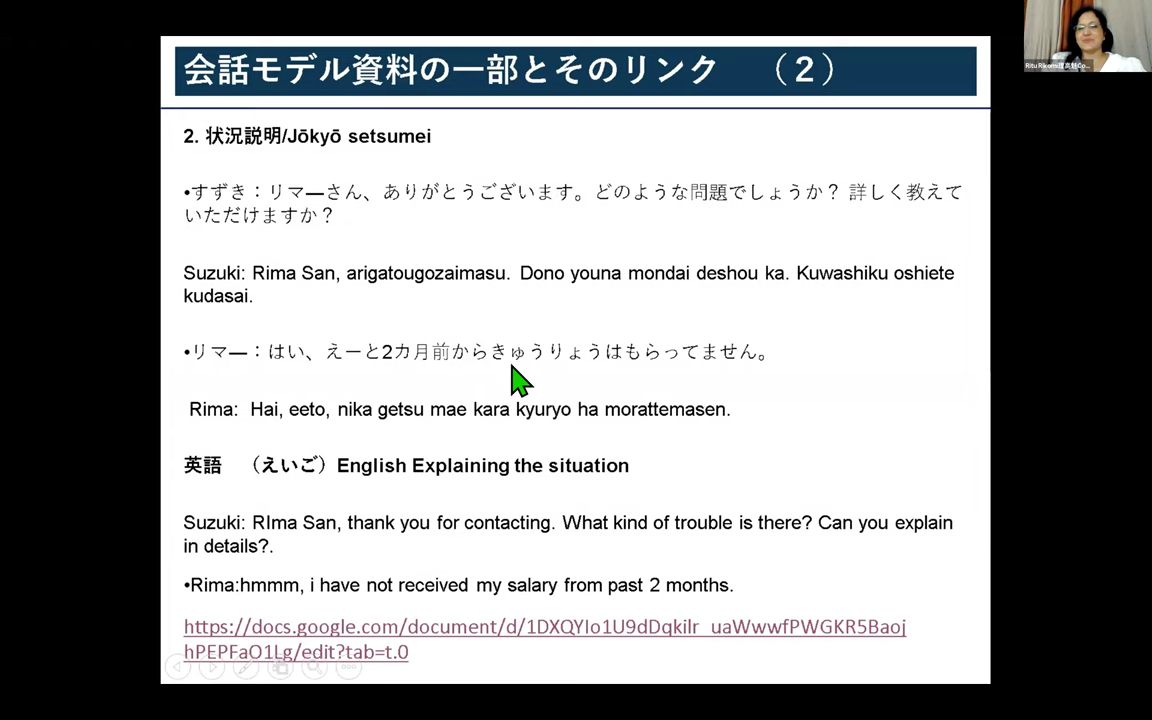 会話モデル資料の一部とそのリンク　（２）
2. 状況説明/Jōkyō setsumei
•すずき：リマ―さん、ありがとうございます。どのような問題でしょうか？ 詳しく教えて
いただけますか？
Suzuki: Rima San, arigatougozaimasu. Dono youna mondai deshou ka. Kuwashiku oshiete
kudasai.
•リマ―：はい、えーと2カ月前からきゅうりょうはもらってません。
Rima: Hai, eeto, nika getsu mae kara kyuryo ha morattemasen.
英語　（えいご）English Explaining the situation
Suzuki: RIma San, thank you for contacting. What kind of trouble is there? Can you explain
in details?.
•Rima:hmmm, i have not received my salary from past 2 months.
https://docs.google.com/document/d/1DXQYIo1U9dDqkilr_uaWwwfPWGKR5Baoj
hPEPFaO1Lg/edit?tab=t.0